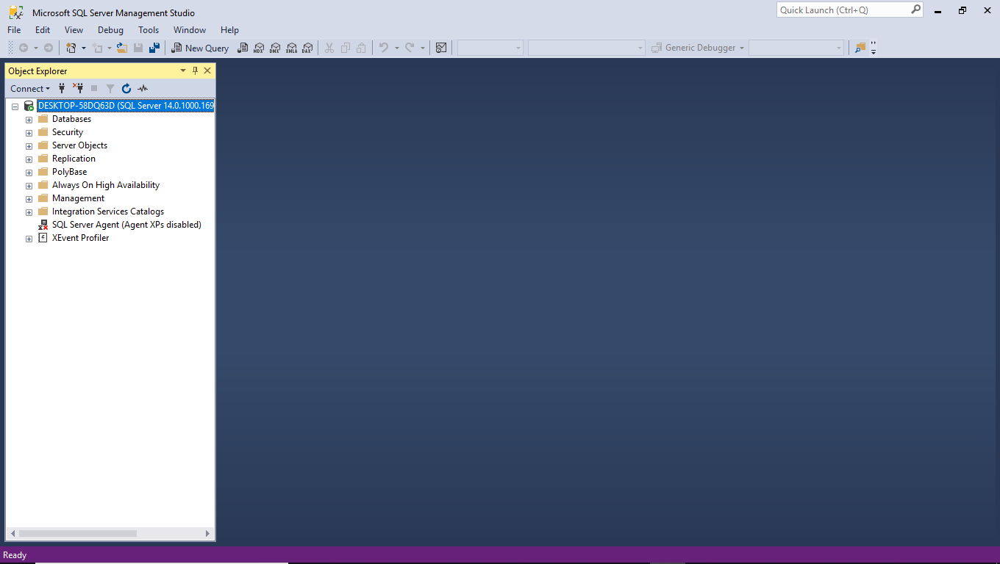 Microsoft SQL Server Management Studio
Quick Launch (Ctrl+Q)
File Edit View Debug Tools Window Help
New Query MDX DMX XMLA DAX Generic Debugger
Object Explorer
Connect
DESKTOP-58DQ63D (SQL Server 14.0.1000.169
Databases
Security
Server Objects
Replication
PolyBase
Always On High Availability
Management
Integration Services Catalogs
SQL Server Agent (Agent XPs disabled)
XEvent Profiler
Ready